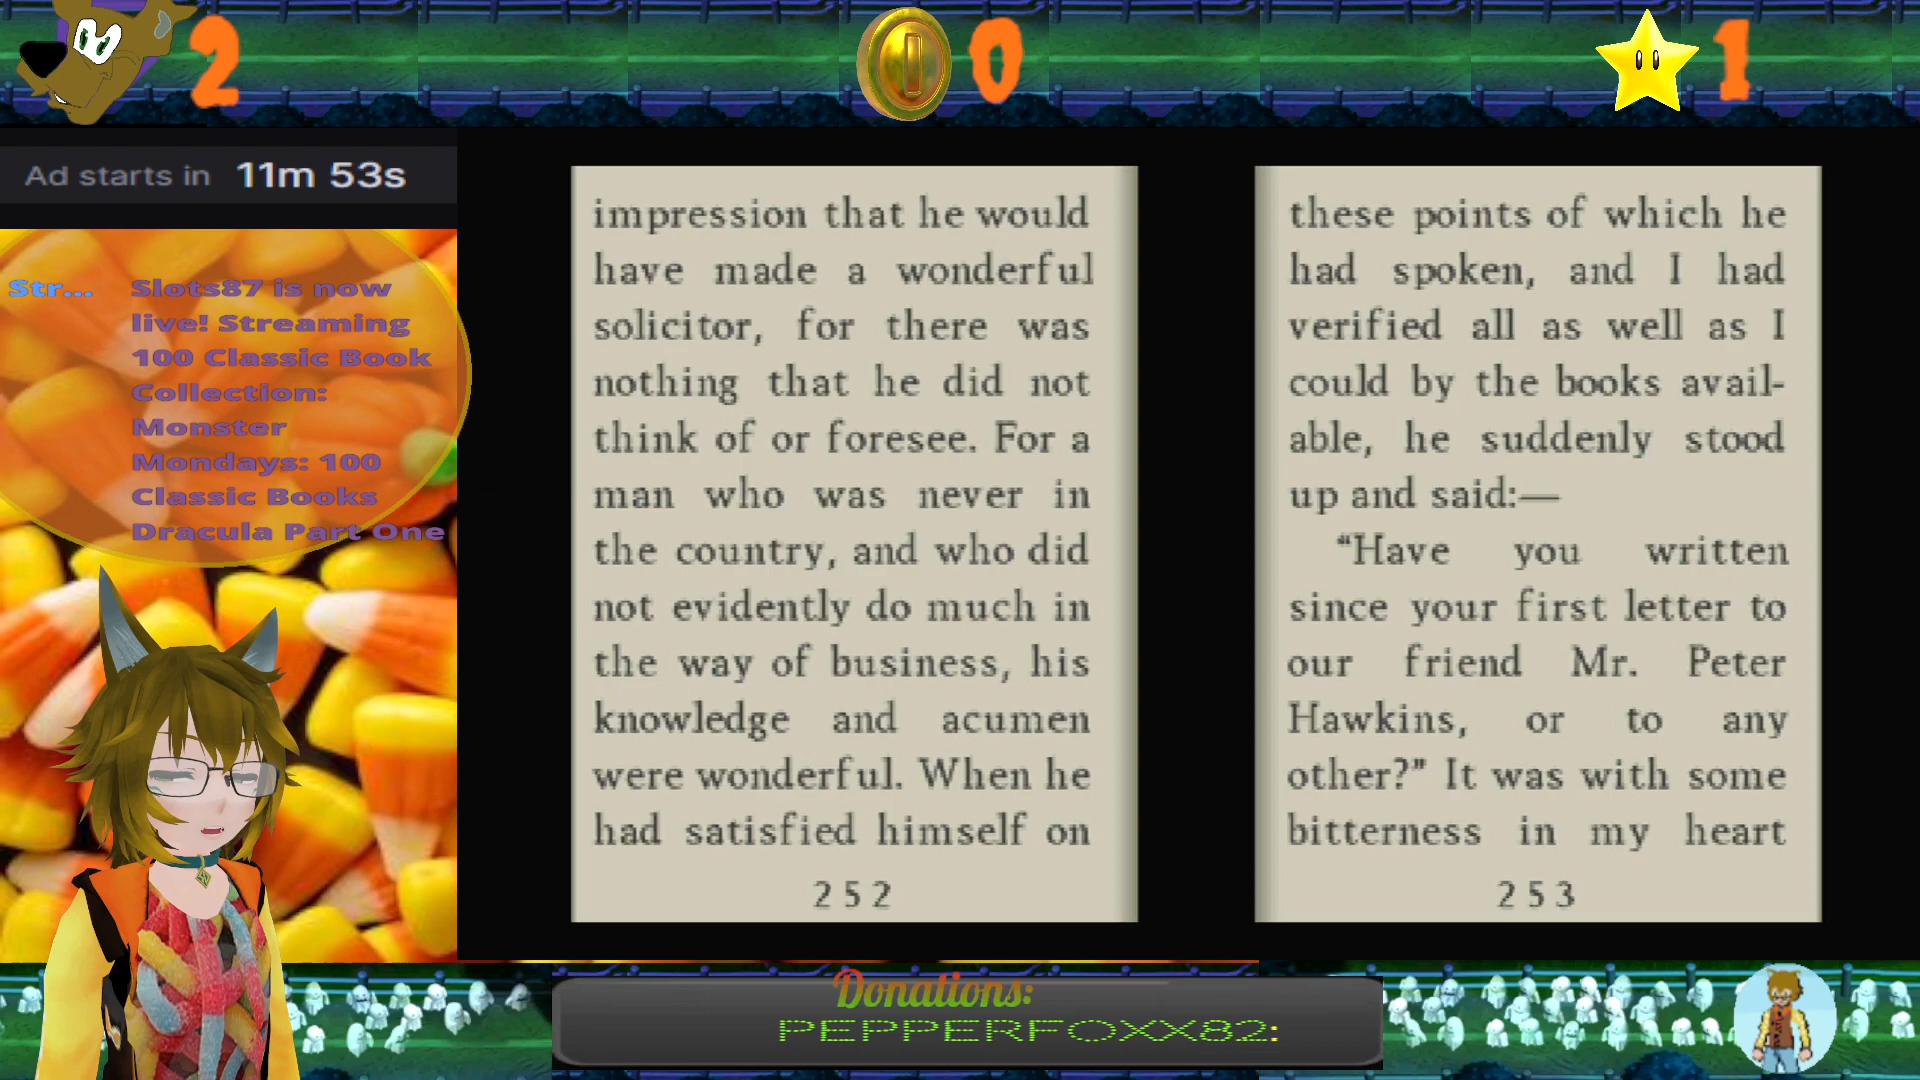 2
0
1
Ad starts in 11m 53s
Str... Slots87 is now
live! Streaming
100 Classic Book
Collection:
Monster
Mondays: 100
Classic Books
Dracula Part One
impression that he would
have made a wonderful
solicitor, for there was
nothing that he did not
think of or foresee. For a
man who was never in
the country, and who did
not evidently do much in
the way of business, his
knowledge and acumen
were wonderful. When he
had satisfied himself on
252
these points of which he
had spoken, and I had
verified all as well as I
could by the books avail-
able, he suddenly stood
up and said:—
“Have you written
since your first letter to
our friend Mr. Peter
Hawkins, or to any
other?” It was with some
bitterness in my heart
253
Donations:
PEPPERFOXX82: